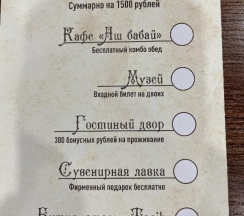 Суммарно на 1500 рублей
Кафе «Аш бабай»
Бесплатный комбо обед
Музей
Входной билет на двоих
Гостиный двор
300 бонусных рублей на проживание
Сувенирная лавка
Фирменный подарок бесплатно